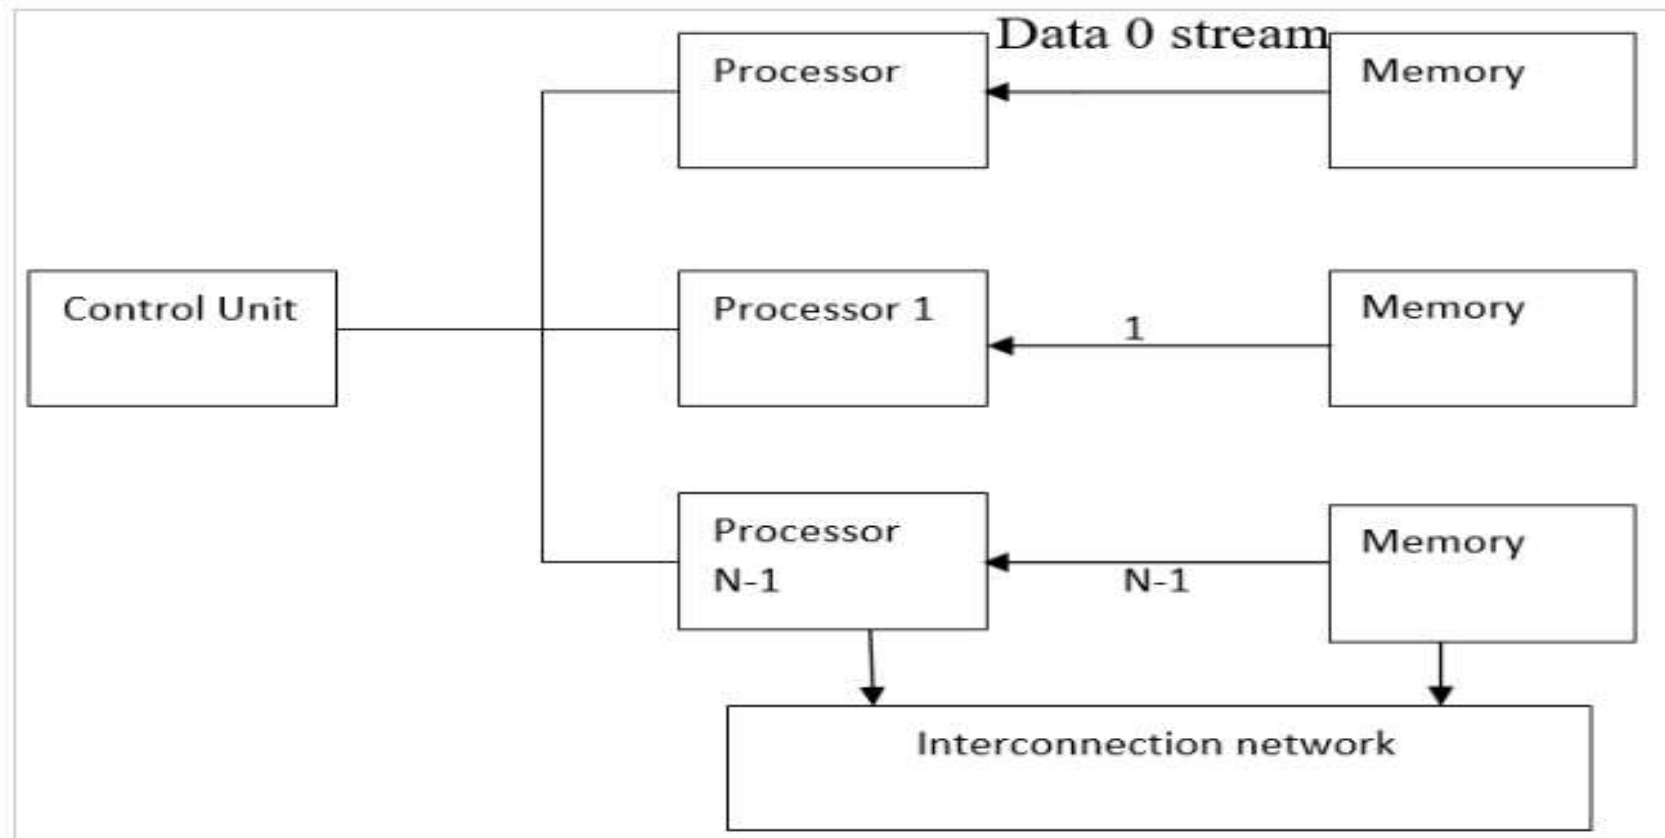 Data 0 stream
Processor
Memory
Control Unit
Processor 1
1
Memory
Processor
N-1
N-1
Memory
Interconnection network